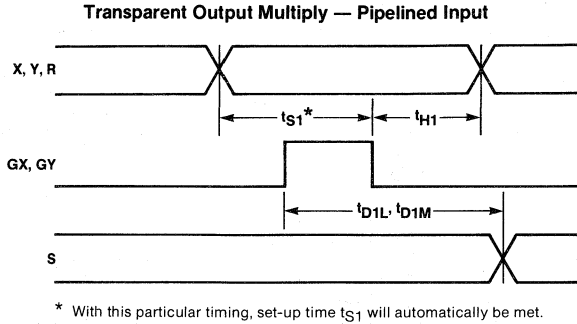 Transparent Output Multiply — Pipelined Input
X, Y, R
tS1*
tH1
GX, GY
tD1L, tD1M
S
* With this particular timing, set-up time tS1 will automatically be met.